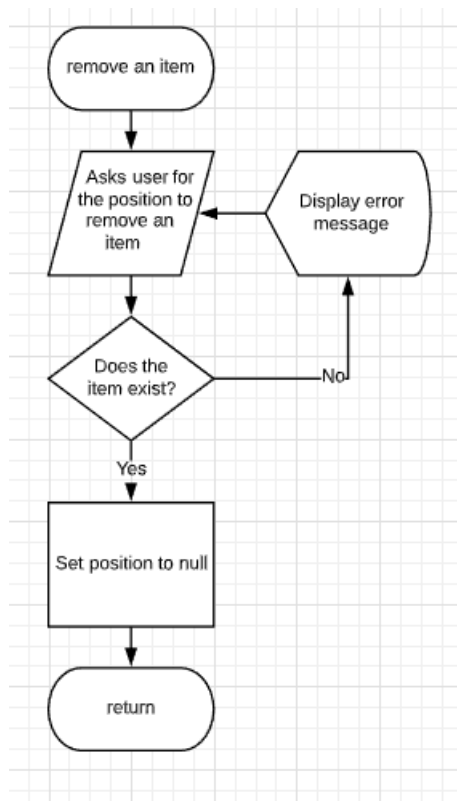 remove an item
Asks user for
the position to
remove an
item
Display error
message
Does the
item exist?
No
Yes
Set position to null
return